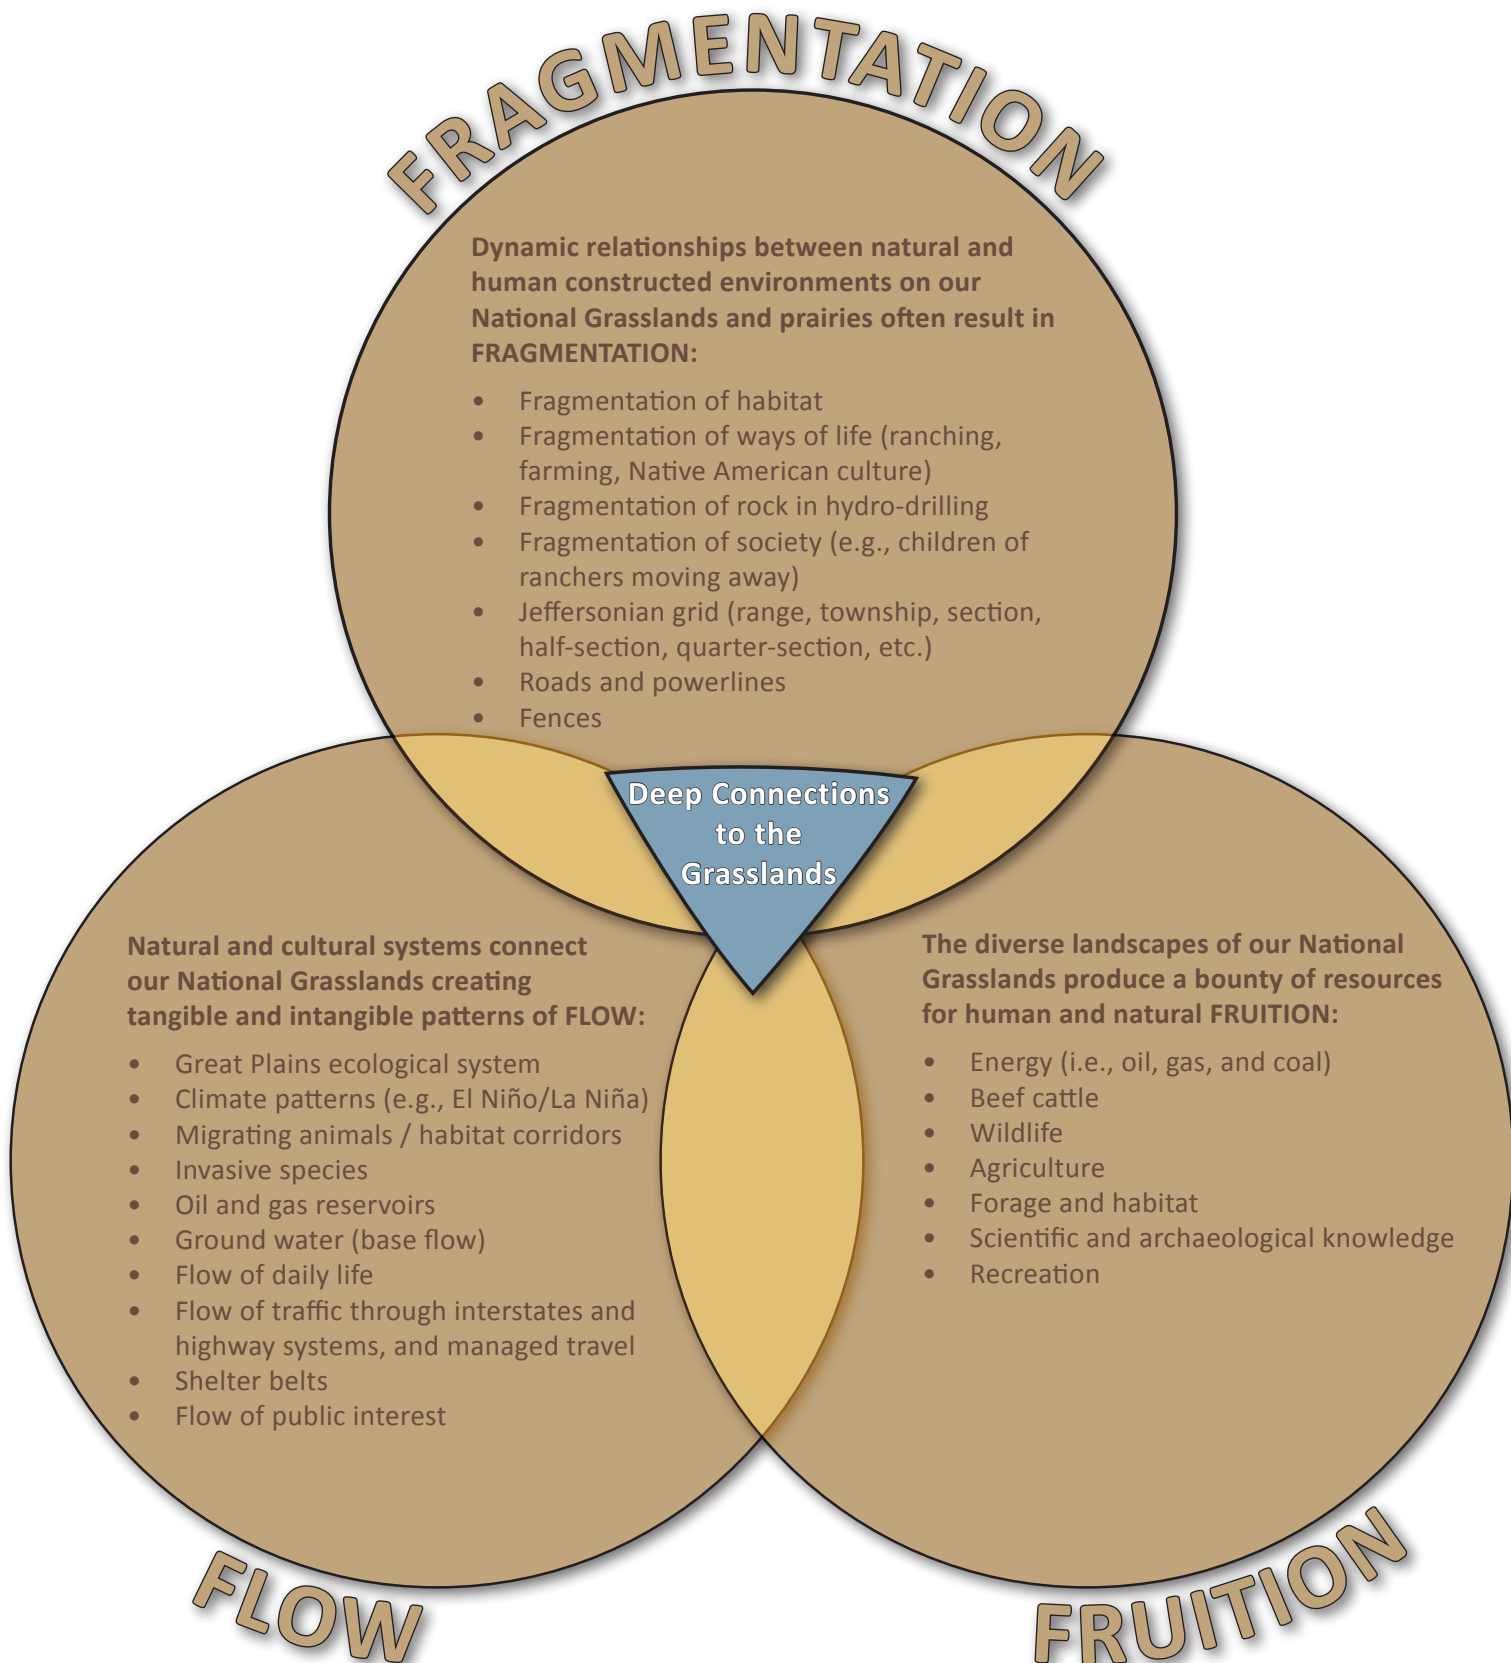 FRAGMENTATION
Dynamic relationships between natural and
human constructed environments on our
National Grasslands and prairies often result in
FRAGMENTATION:
• Fragmentation of habitat
• Fragmentation of ways of life (ranching,
farming, Native American culture)
• Fragmentation of rock in hydro-drilling
• Fragmentation of society (e.g., children of
ranchers moving away)
• Jeffersonian grid (range, township, section,
half-section, quarter-section, etc.)
• Roads and powerlines
• Fences
Deep Connections
to the
Grasslands
Natural and cultural systems connect
our National Grasslands creating
tangible and intangible patterns of FLOW:
• Great Plains ecological system
• Climate patterns (e.g., El Niño/La Niña)
• Migrating animals / habitat corridors
• Invasive species
• Oil and gas reservoirs
• Ground water (base flow)
• Flow of daily life
• Flow of traffic through interstates and
highway systems, and managed travel
• Shelter belts
• Flow of public interest
FLOW
The diverse landscapes of our National
Grasslands produce a bounty of resources
for human and natural FRUITION:
• Energy (i.e., oil, gas, and coal)
• Beef cattle
• Wildlife
• Agriculture
• Forage and habitat
• Scientific and archaeological knowledge
• Recreation
FRUITION